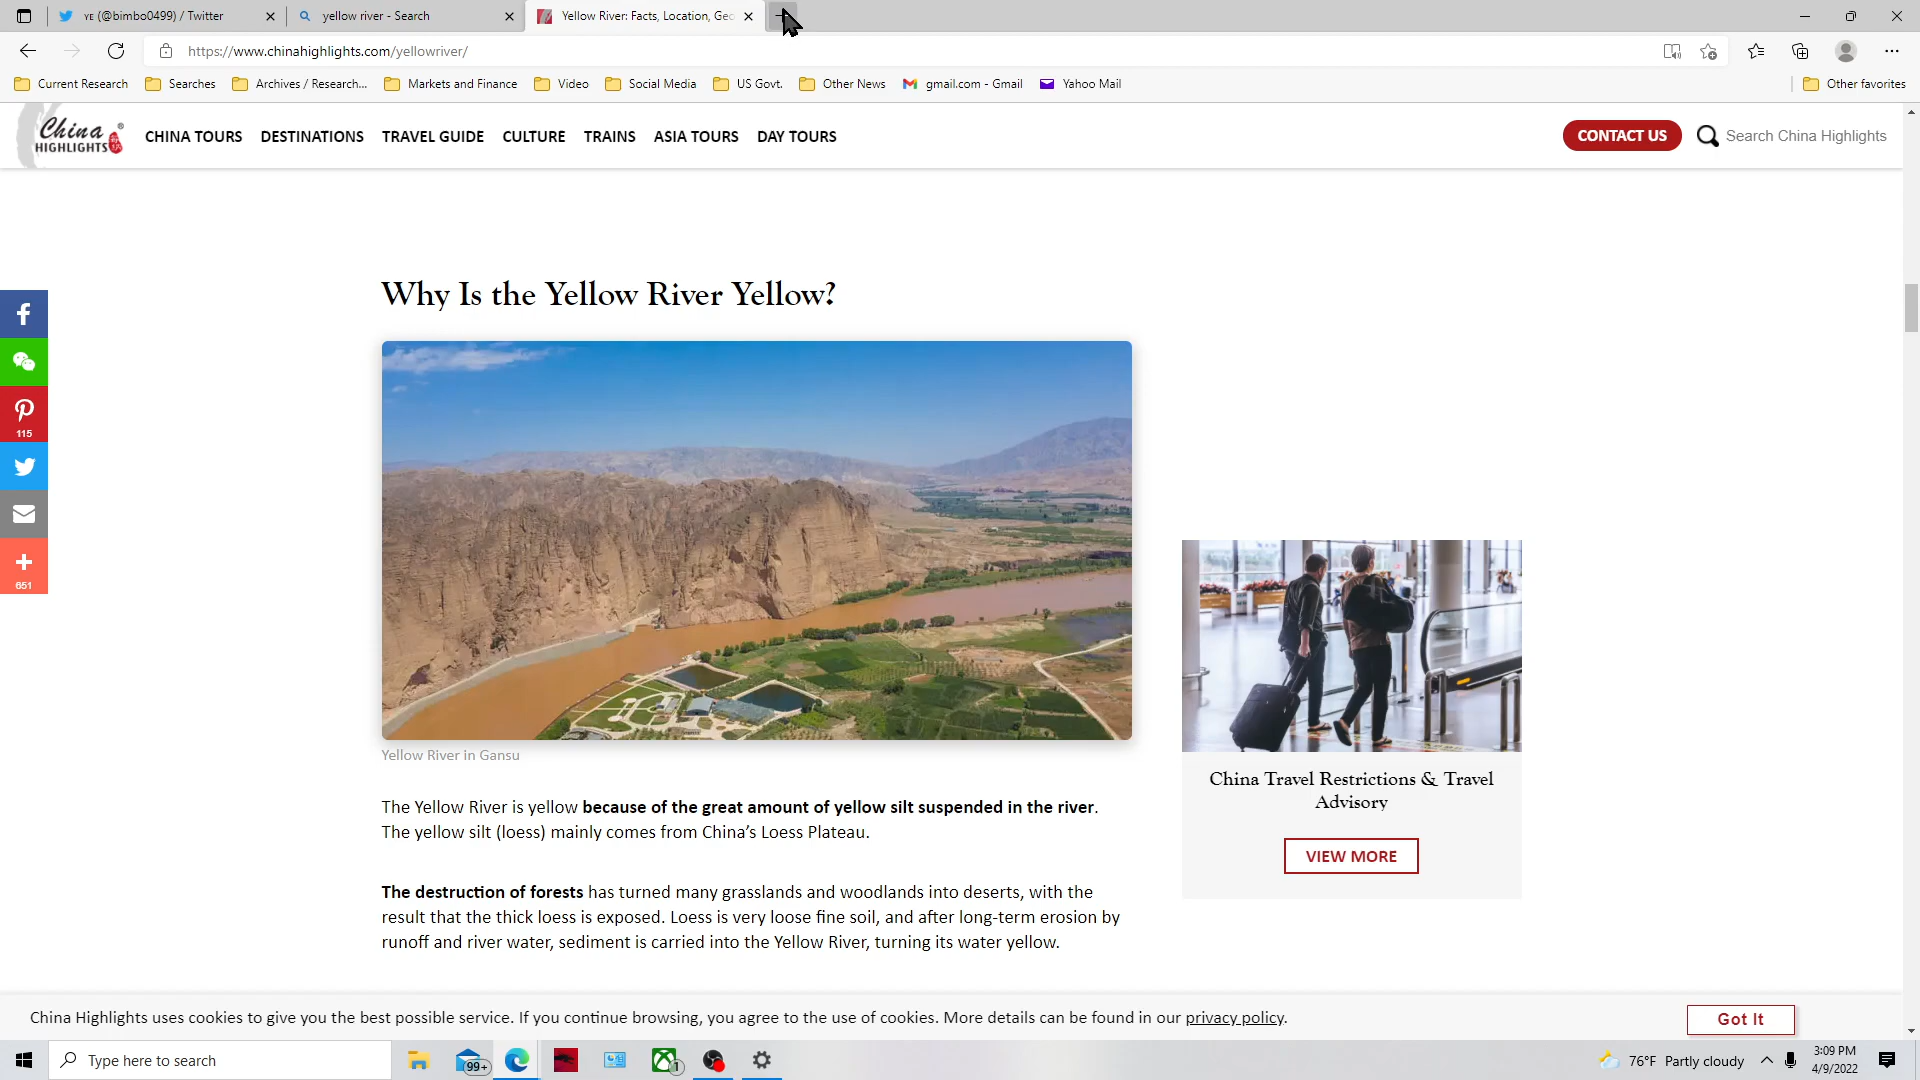 YE (@bimbo0499) / Twitter
yellow river - Search
Yellow River: Facts, Location, Geo
https://www.chinahighlights.com/yellowriver/
Current Research
Searches
Archives / Research...
Markets and Finance
Video
Social Media
US Govt.
Other News
gmail.com - Gmail
Yahoo Mail
Other favorites
China HIGHLIGHTS®
CHINA TOURS
DESTINATIONS
TRAVEL GUIDE
CULTURE
TRAINS
ASIA TOURS
DAY TOURS
CONTACT US
Search China Highlights
Why Is the Yellow River Yellow?
115
651
Yellow River in Gansu
The Yellow River is yellow because of the great amount of yellow silt suspended in the river.
The yellow silt (loess) mainly comes from China’s Loess Plateau.
The destruction of forests has turned many grasslands and woodlands into deserts, with the
result that the thick loess is exposed. Loess is very loose fine soil, and after long-term erosion by
runoff and river water, sediment is carried into the Yellow River, turning its water yellow.
China Travel Restrictions & Travel
Advisory
VIEW MORE
China Highlights uses cookies to give you the best possible service. If you continue browsing, you agree to the use of cookies. More details can be found in our privacy policy.
Got It
Type here to search
99+
1
76°F Partly cloudy
3:09 PM
4/9/2022